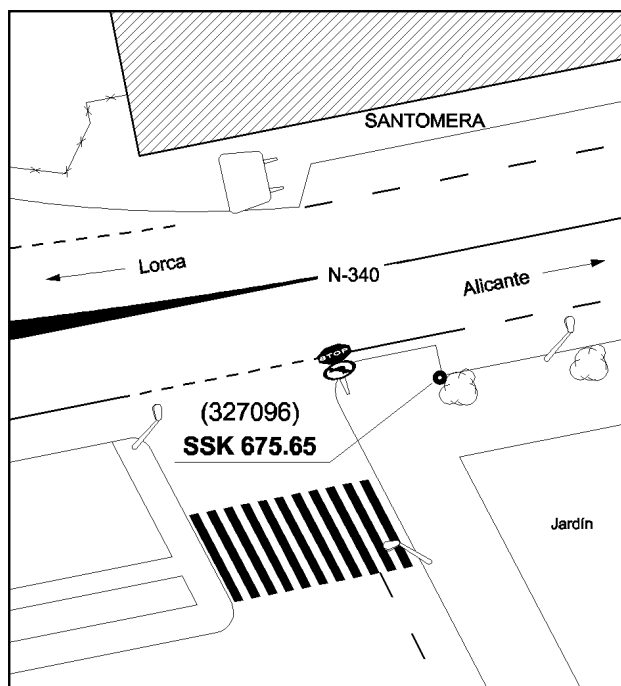 SANTOMERA
Lorca
N-340
Alicante
STOP
(327096)
SSK 675.65
Jardín